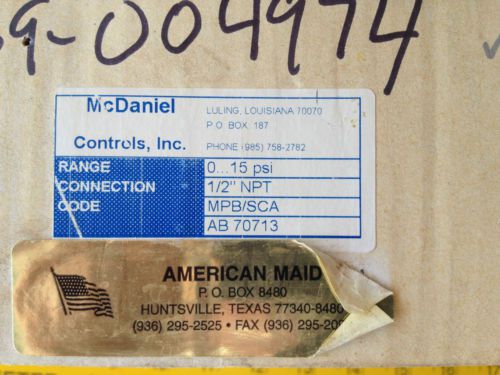 9-004974
McDaniel
Controls, Inc.
LULING, LOUISIANA 70070
P.O. BOX. 187
PHONE (985) 758-2782
RANGE 0...15 psi
CONNECTION 1/2" NPT
CODE MPB/SCA
AB 70713
AMERICAN MAID
P. O. BOX 8480
HUNTSVILLE, TEXAS 77340-8480
(936) 295-2525 • FAX (936) 295-